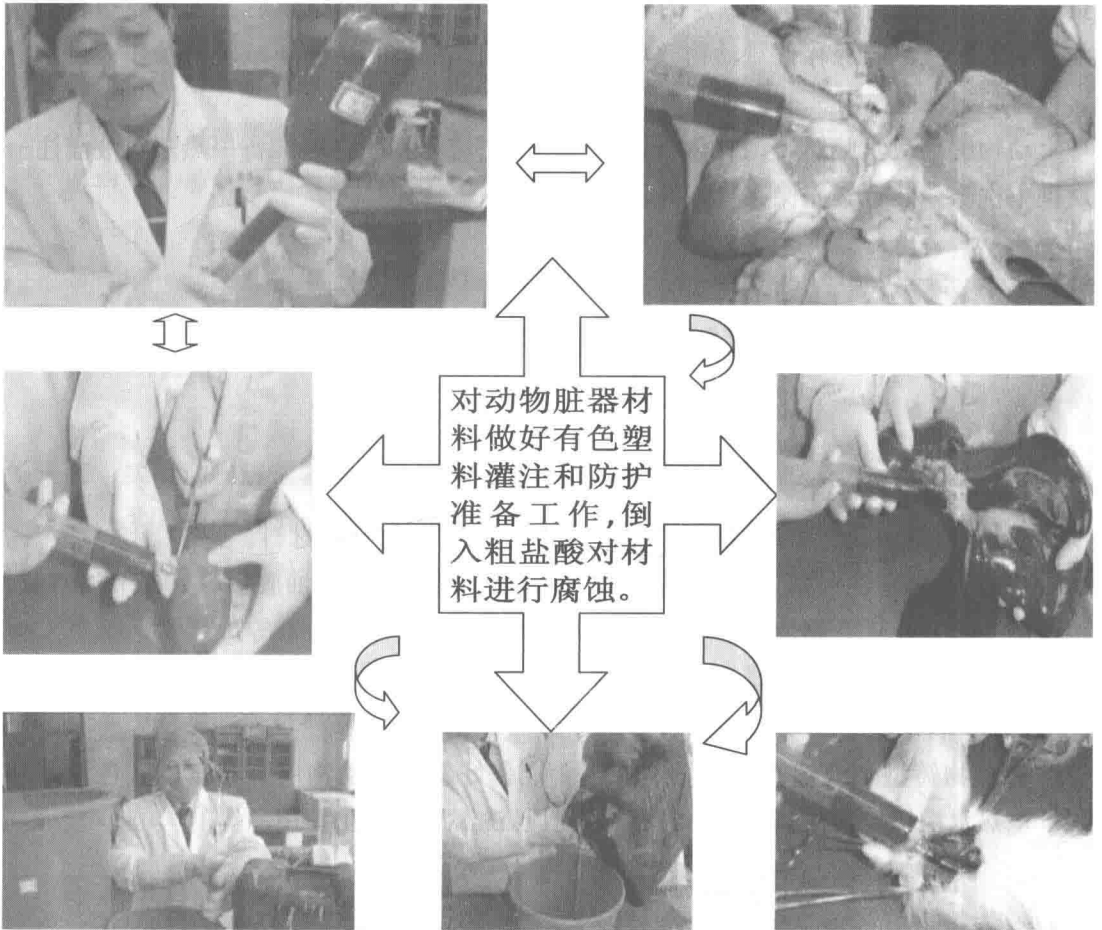 对动物脏器材
料做好有色塑
料灌注和防护
准备工作,倒
入粗盐酸对材
料进行腐蚀。